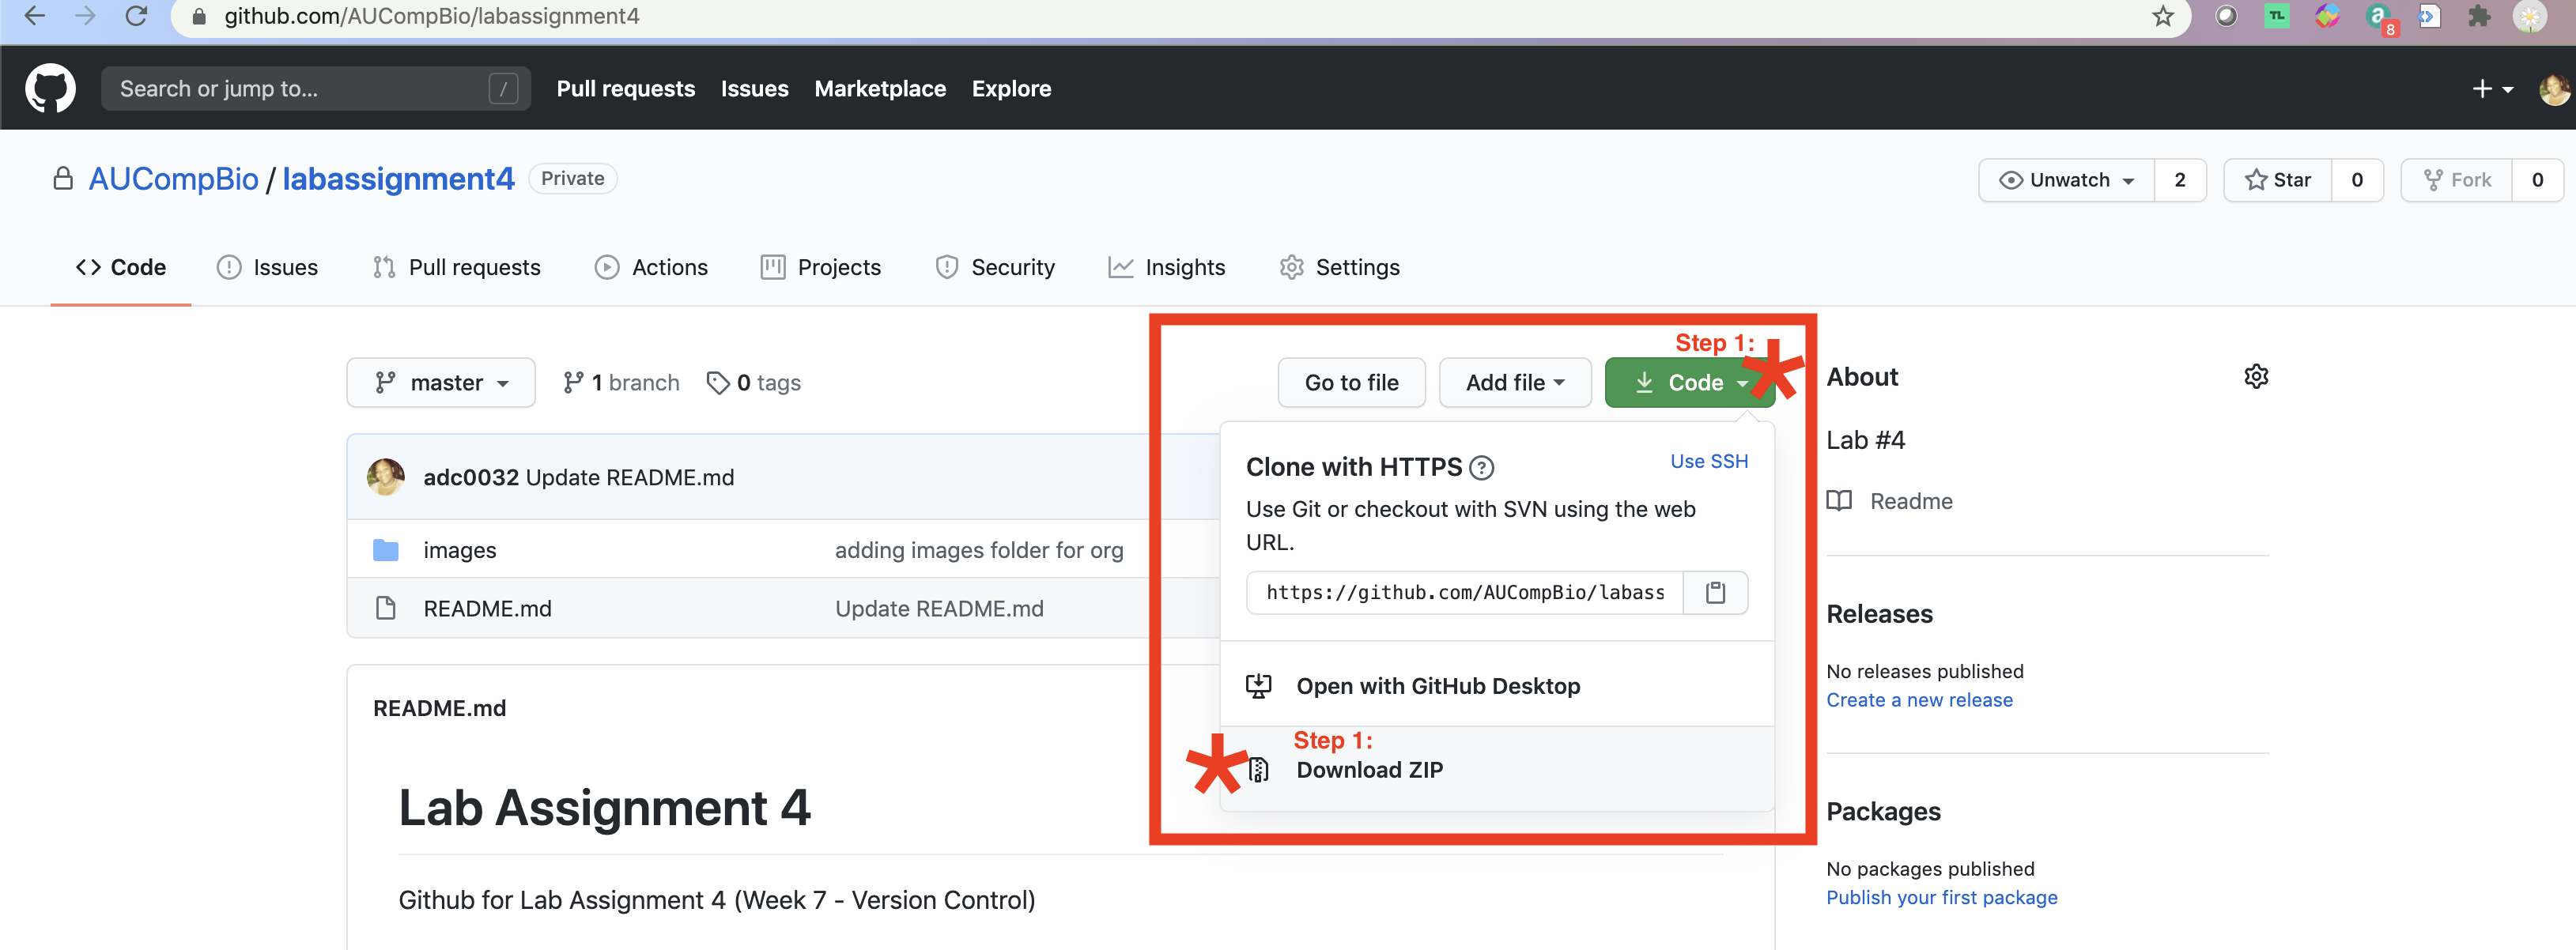 github.com/AUCompBio/labassignment4
TL
a
8
Search or jump to...
/
Pull requests Issues Marketplace Explore
AUCompBio / labassignment4 Private
Unwatch 2 Star 0 Fork 0
Code Issues Pull requests Actions Projects Security Insights Settings
Step 1:
master 1 branch 0 tags Go to file Add file Code
About
Lab #4
Readme
adc0032 Update README.md
images adding images folder for org
README.md Update README.md
Clone with HTTPS ? Use SSH
Use Git or checkout with SVN using the web
URL.
https://github.com/AUCompBio/labass
Open with GitHub Desktop
Step 1:
Download ZIP
Releases
No releases published
Create a new release
Packages
No packages published
Publish your first package
README.md
Lab Assignment 4
Github for Lab Assignment 4 (Week 7 - Version Control)